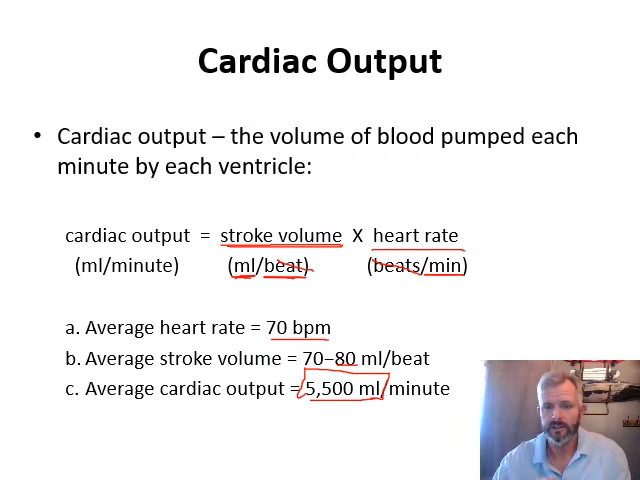 Cardiac Output
• Cardiac output – the volume of blood pumped each
minute by each ventricle:
cardiac output = stroke volume X heart rate
(ml/minute) (ml/beat) (beats/min)
a. Average heart rate = 70 bpm
b. Average stroke volume = 70–80 ml/beat
c. Average cardiac output = 5,500 ml/minute